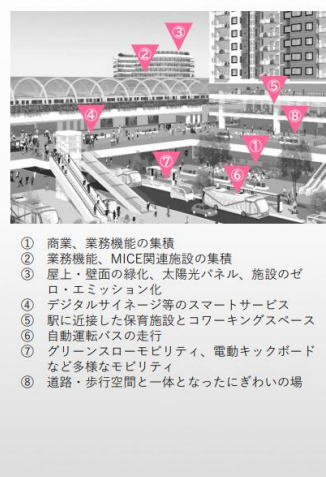 ③
②
⑤
④
⑧
①
⑦
⑥
① 商業、業務機能の集積
② 業務機能、MICE関連施設の集積
③ 屋上・壁面の緑化、太陽光パネル、施設のゼ
ロ・エミッション化
④ デジタルサイネージ等のスマートサービス
⑤ 駅に近接した保育施設とコワーキングスペース
⑥ 自動運転バスの走行
⑦ グリーンスローモビリティ、電動キックボード
など多様なモビリティ
⑧ 道路・歩行空間と一体となったにぎわいの場